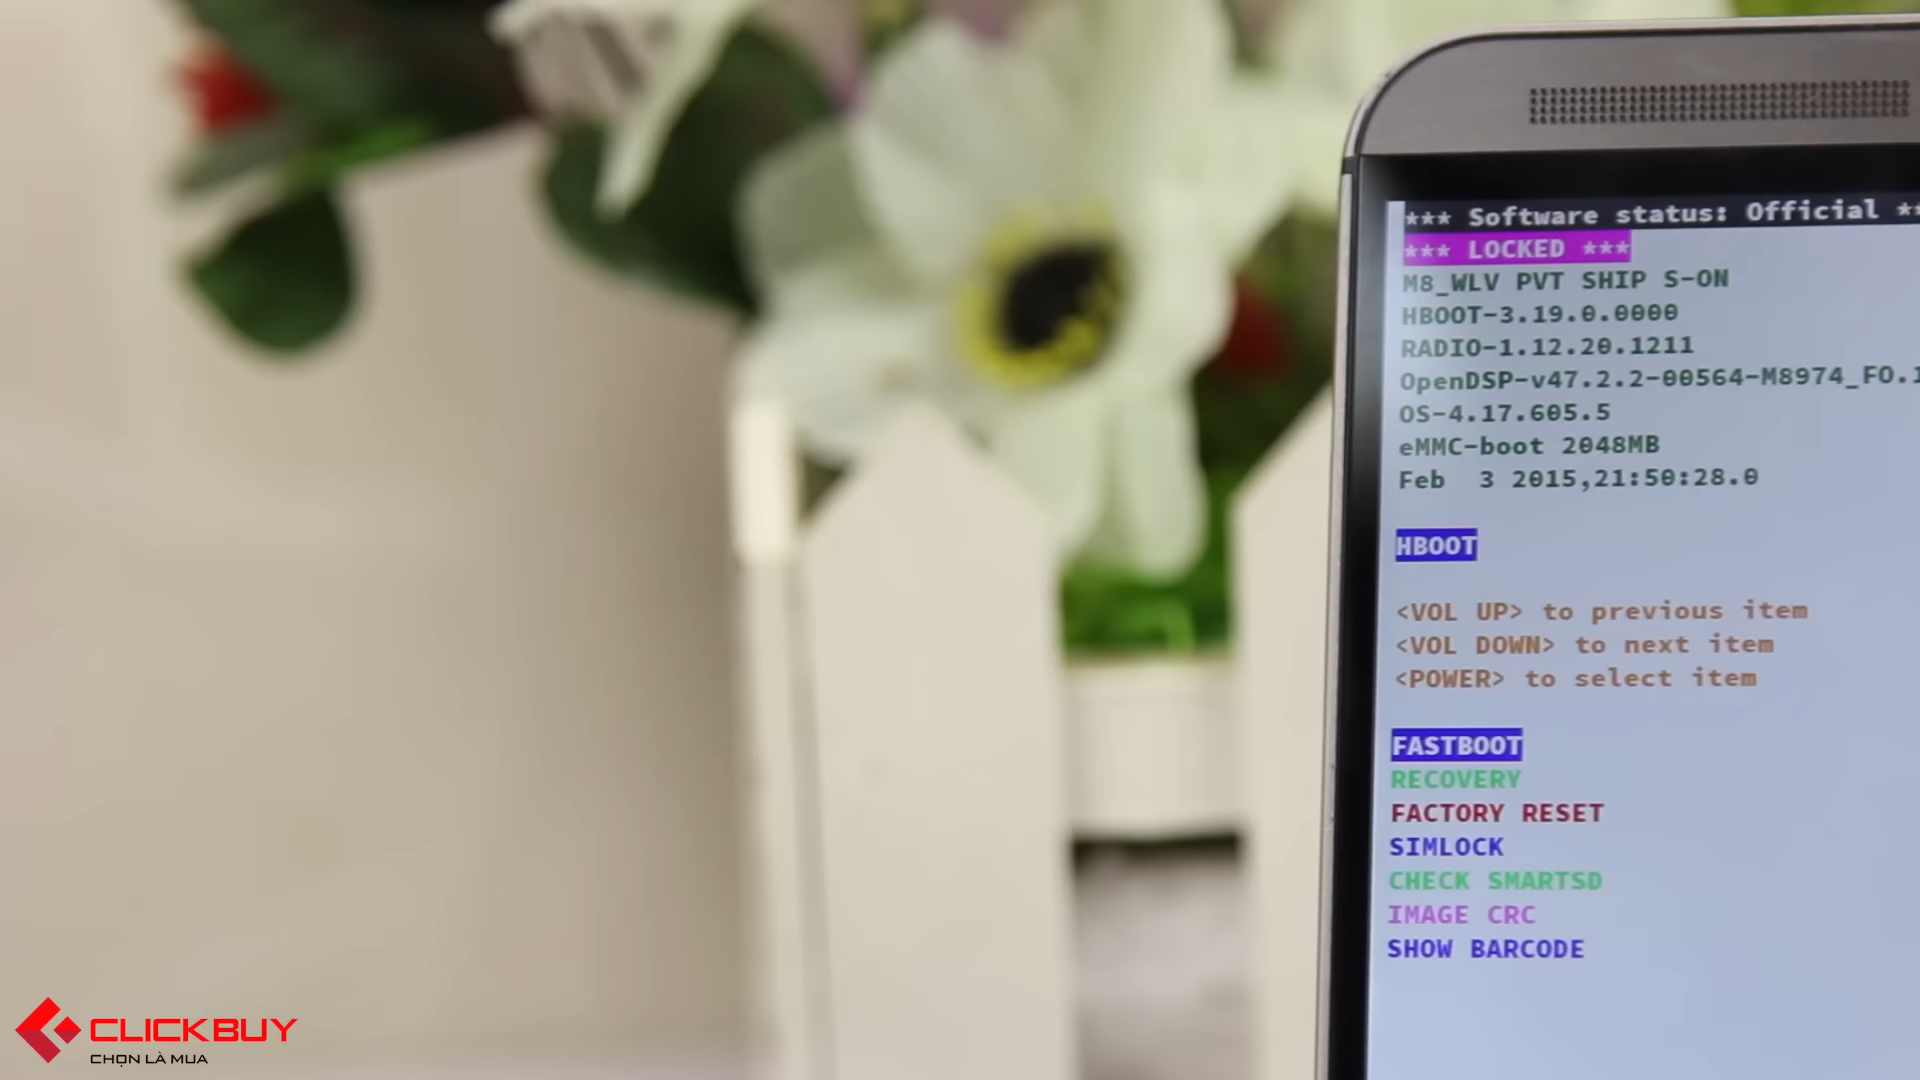 *** Software status: Official **
*** LOCKED ***
M8_WLV PVT SHIP S-ON
HBOOT-3.19.0.0000
RADIO-1.12.20.1211
OpenDSP-v47.2.2-00564-M8974_FO.1
OS-4.17.605.5
eMMC-boot 2048MB
Feb  3 2015,21:50:28.0
HBOOT
<VOL UP> to previous item
<VOL DOWN> to next item
<POWER> to select item
FASTBOOT
RECOVERY
FACTORY RESET
SIMLOCK
CHECK SMARTSD
IMAGE CRC
SHOW BARCODE
CLICKBUY
CHỌN LÀ MUA